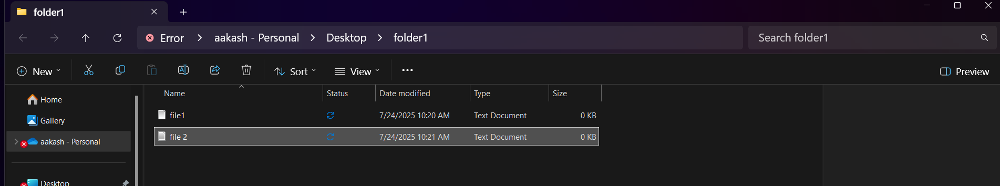 folder1
Error > aakash - Personal > Desktop > folder1
Search folder1
New
Sort
View
Preview
Home
Gallery
aakash - Personal
Desktop
Name Status Date modified Type Size
file1 7/24/2025 10:20 AM Text Document 0 KB
file 2 7/24/2025 10:21 AM Text Document 0 KB